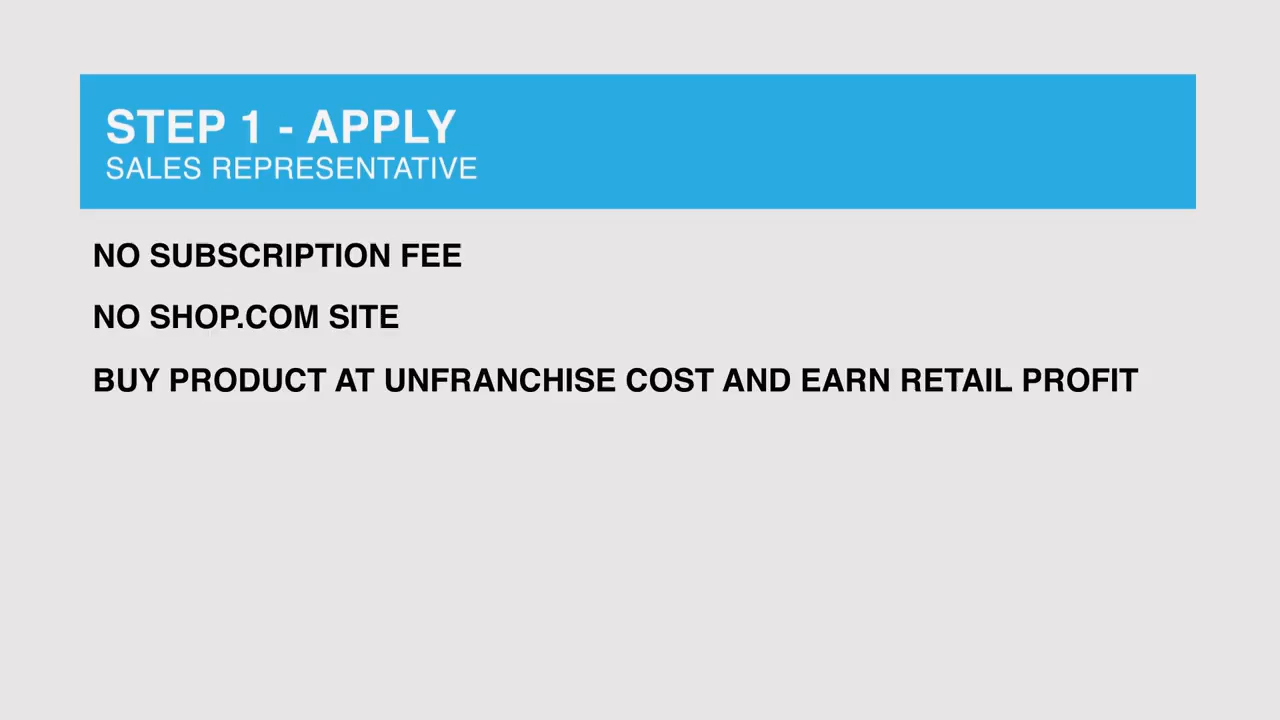 STEP 1 - APPLY
SALES REPRESENTATIVE
NO SUBSCRIPTION FEE
NO SHOP.COM SITE
BUY PRODUCT AT UNFRANCHISE COST AND EARN RETAIL PROFIT